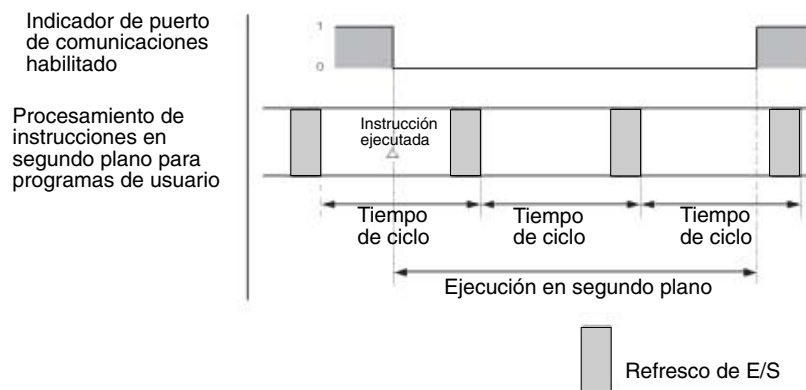 Indicador de puerto
de comunicaciones
habilitado
1
0
Procesamiento de
instrucciones en
segundo plano para
programas de usuario
Instrucción
ejecutada
Tiempo
de ciclo
Tiempo
de ciclo
Tiempo
de ciclo
Ejecución en segundo plano
Refresco de E/S